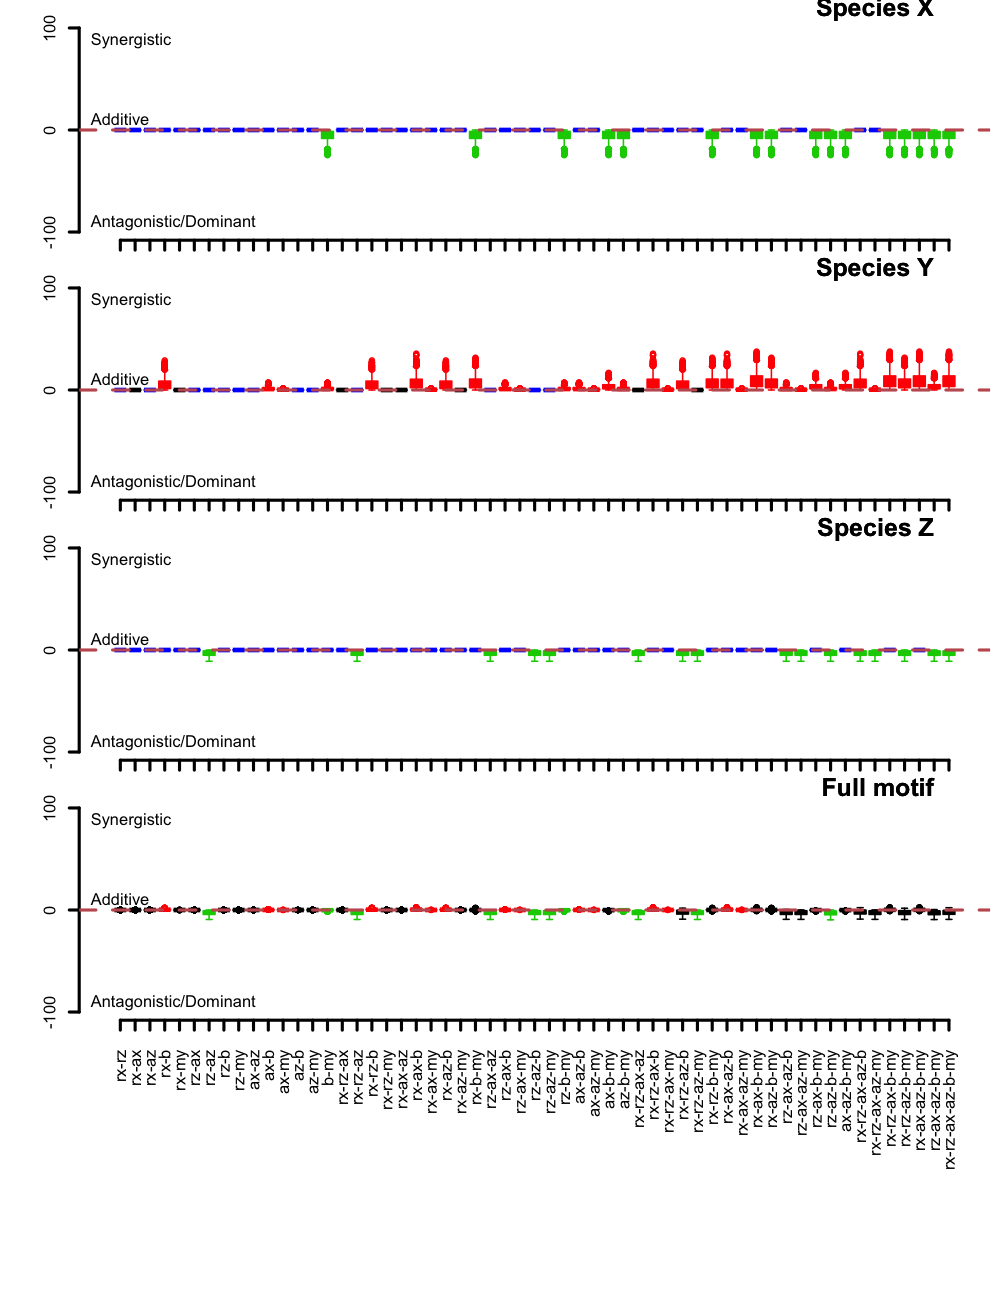 Species X
100
Synergistic
Additive
0
Antagonistic/Dominant
-100
Species Y
100
Synergistic
Additive
0
Antagonistic/Dominant
-100
Species Z
100
Synergistic
Additive
0
Antagonistic/Dominant
-100
Full motif
100
Synergistic
Additive
0
Antagonistic/Dominant
-100
rx-rz
rx-ax
rx-az
rx-b
rx-my
rz-ax
rz-az
rz-b
rz-my
ax-az
ax-b
ax-my
az-b
az-my
b-my
rx-rz-ax
rx-rz-az
rx-rz-b
rx-rz-my
rx-ax-az
rx-ax-b
rx-ax-my
rx-az-b
rx-az-my
rx-b-my
rz-ax-az
rz-ax-b
rz-ax-my
rz-az-b
rz-az-my
rz-b-my
ax-az-b
ax-az-my
ax-b-my
az-b-my
rx-rz-ax-az
rx-rz-ax-b
rx-rz-ax-my
rx-rz-az-b
rx-rz-az-my
rx-rz-b-my
rx-ax-az-b
rx-ax-az-my
rx-ax-b-my
rx-az-b-my
rz-ax-az-b
rz-ax-az-my
rz-ax-b-my
rz-az-b-my
ax-az-b-my
rx-rz-ax-az-b
rx-rz-ax-az-my
rx-rz-ax-b-my
rx-rz-az-b-my
rx-ax-az-b-my
rz-ax-az-b-my
rx-rz-ax-az-b-my